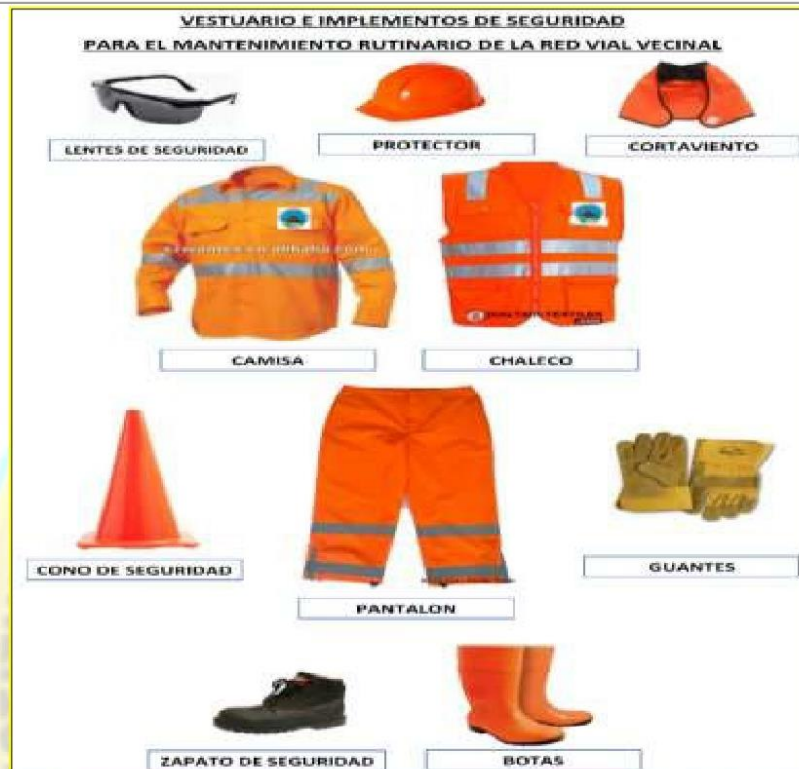 VESTUARIO E IMPLEMENTOS DE SEGURIDAD
PARA EL MANTENIMIENTO RUTINARIO DE LA RED VIAL VECINAL
LENTES DE SEGURIDAD
PROTECTOR
CORTAVIENTO
CAMISA
CHALECO
CONO DE SEGURIDAD
PANTALON
GUANTES
ZAPATO DE SEGURIDAD
BOTAS